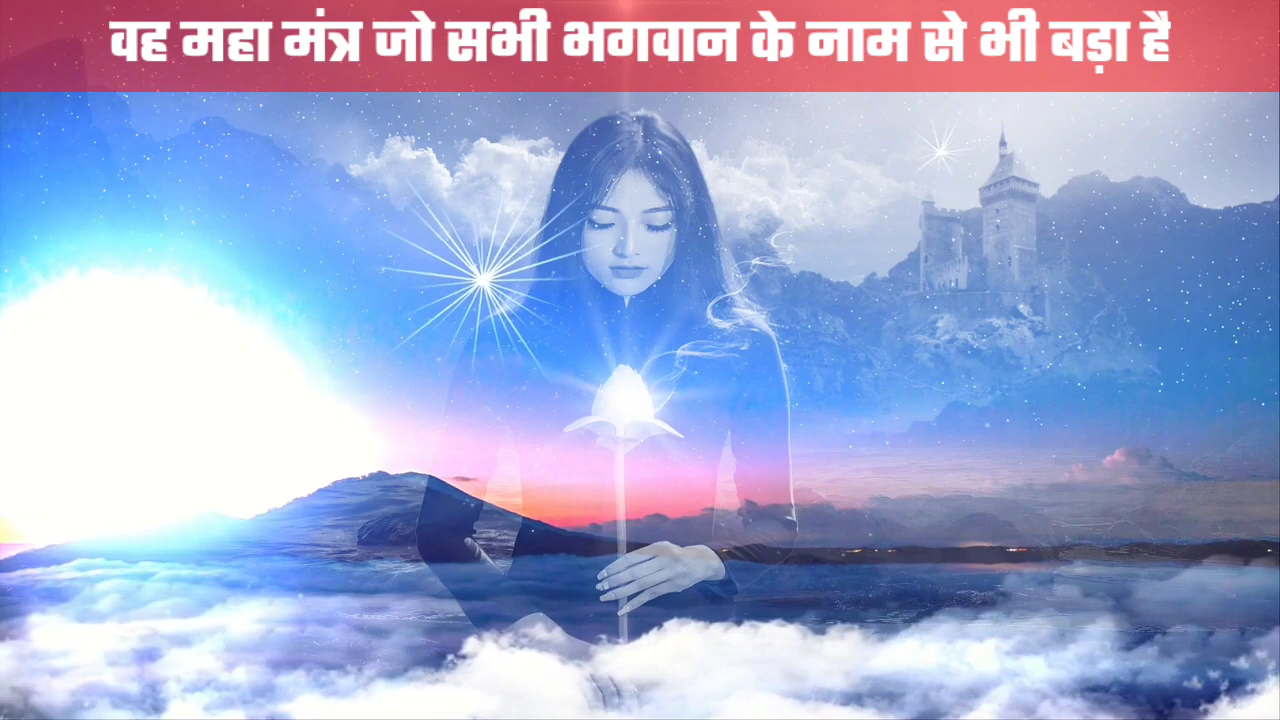 वह महा मंत्र जो सभी भगवान के नाम से भी बड़ा है